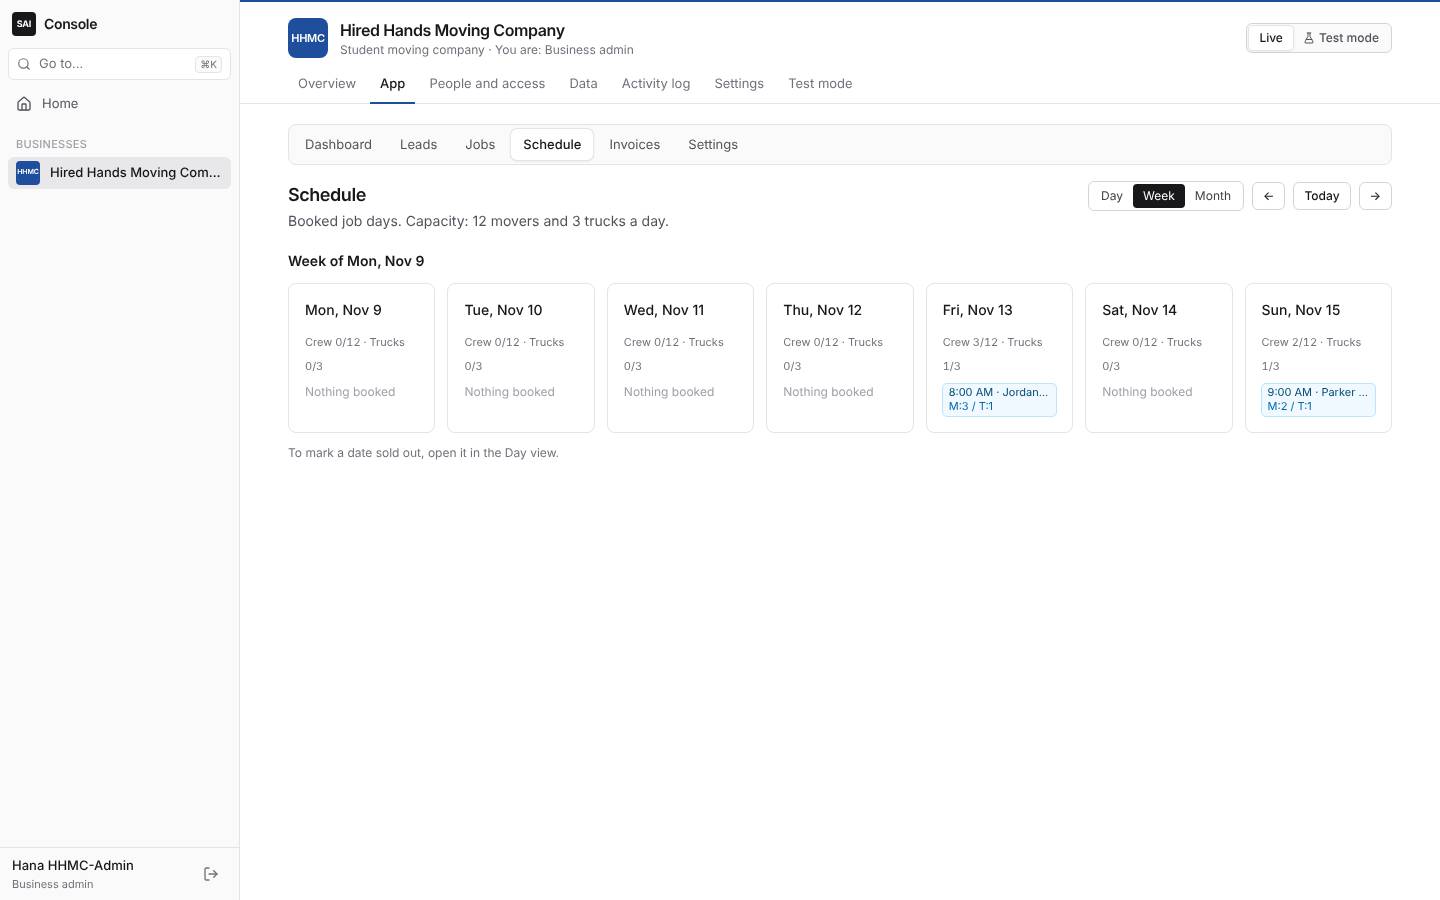 SAI Console
Go to... ⌘K
Home
BUSINESSES
HHMC Hired Hands Moving Com...
Hana HHMC-Admin
Business admin
HHMC
Hired Hands Moving Company
Student moving company · You are: Business admin
Live Test mode
Overview App People and access Data Activity log Settings Test mode
Dashboard Leads Jobs Schedule Invoices Settings
Schedule
Booked job days. Capacity: 12 movers and 3 trucks a day.
Day Week Month ← Today →
Week of Mon, Nov 9
Mon, Nov 9
Crew 0/12 · Trucks
0/3
Nothing booked
Tue, Nov 10
Crew 0/12 · Trucks
0/3
Nothing booked
Wed, Nov 11
Crew 0/12 · Trucks
0/3
Nothing booked
Thu, Nov 12
Crew 0/12 · Trucks
0/3
Nothing booked
Fri, Nov 13
Crew 3/12 · Trucks
1/3
8:00 AM · Jordan...
M:3 / T:1
Sat, Nov 14
Crew 0/12 · Trucks
0/3
Nothing booked
Sun, Nov 15
Crew 2/12 · Trucks
1/3
9:00 AM · Parker ...
M:2 / T:1
To mark a date sold out, open it in the Day view.